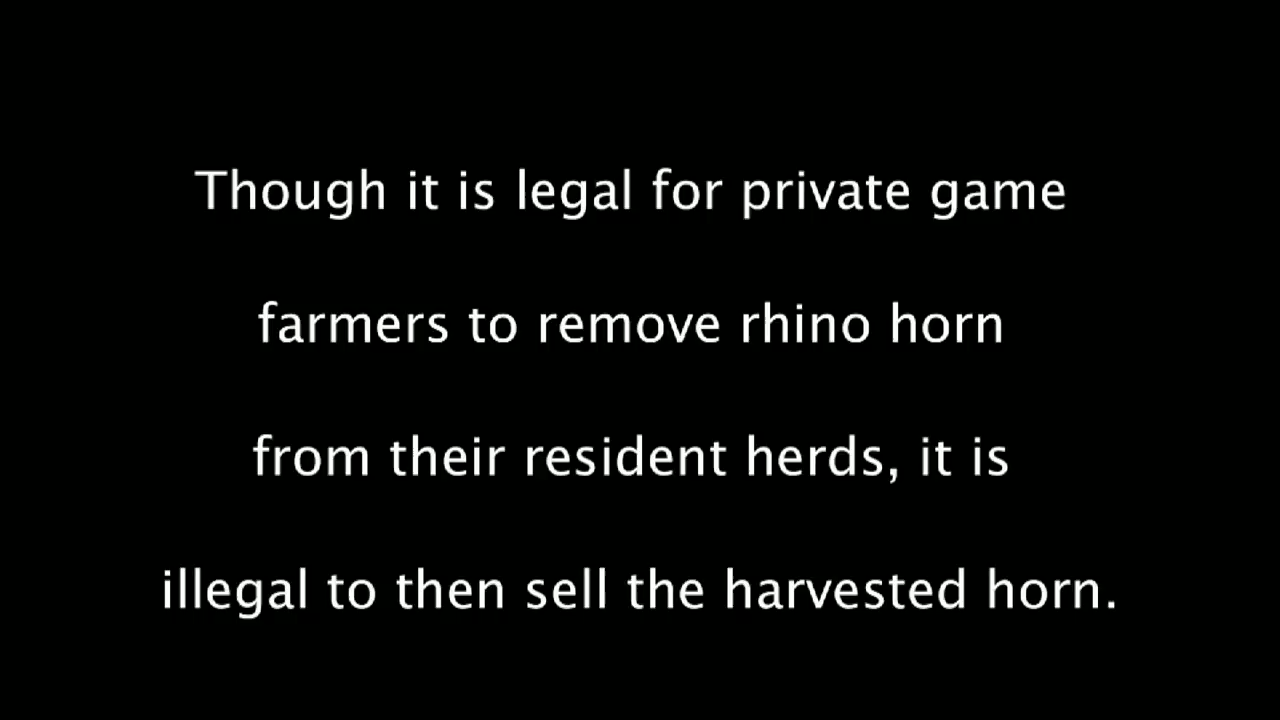 Though it is legal for private game
farmers to remove rhino horn
from their resident herds, it is
illegal to then sell the harvested horn.